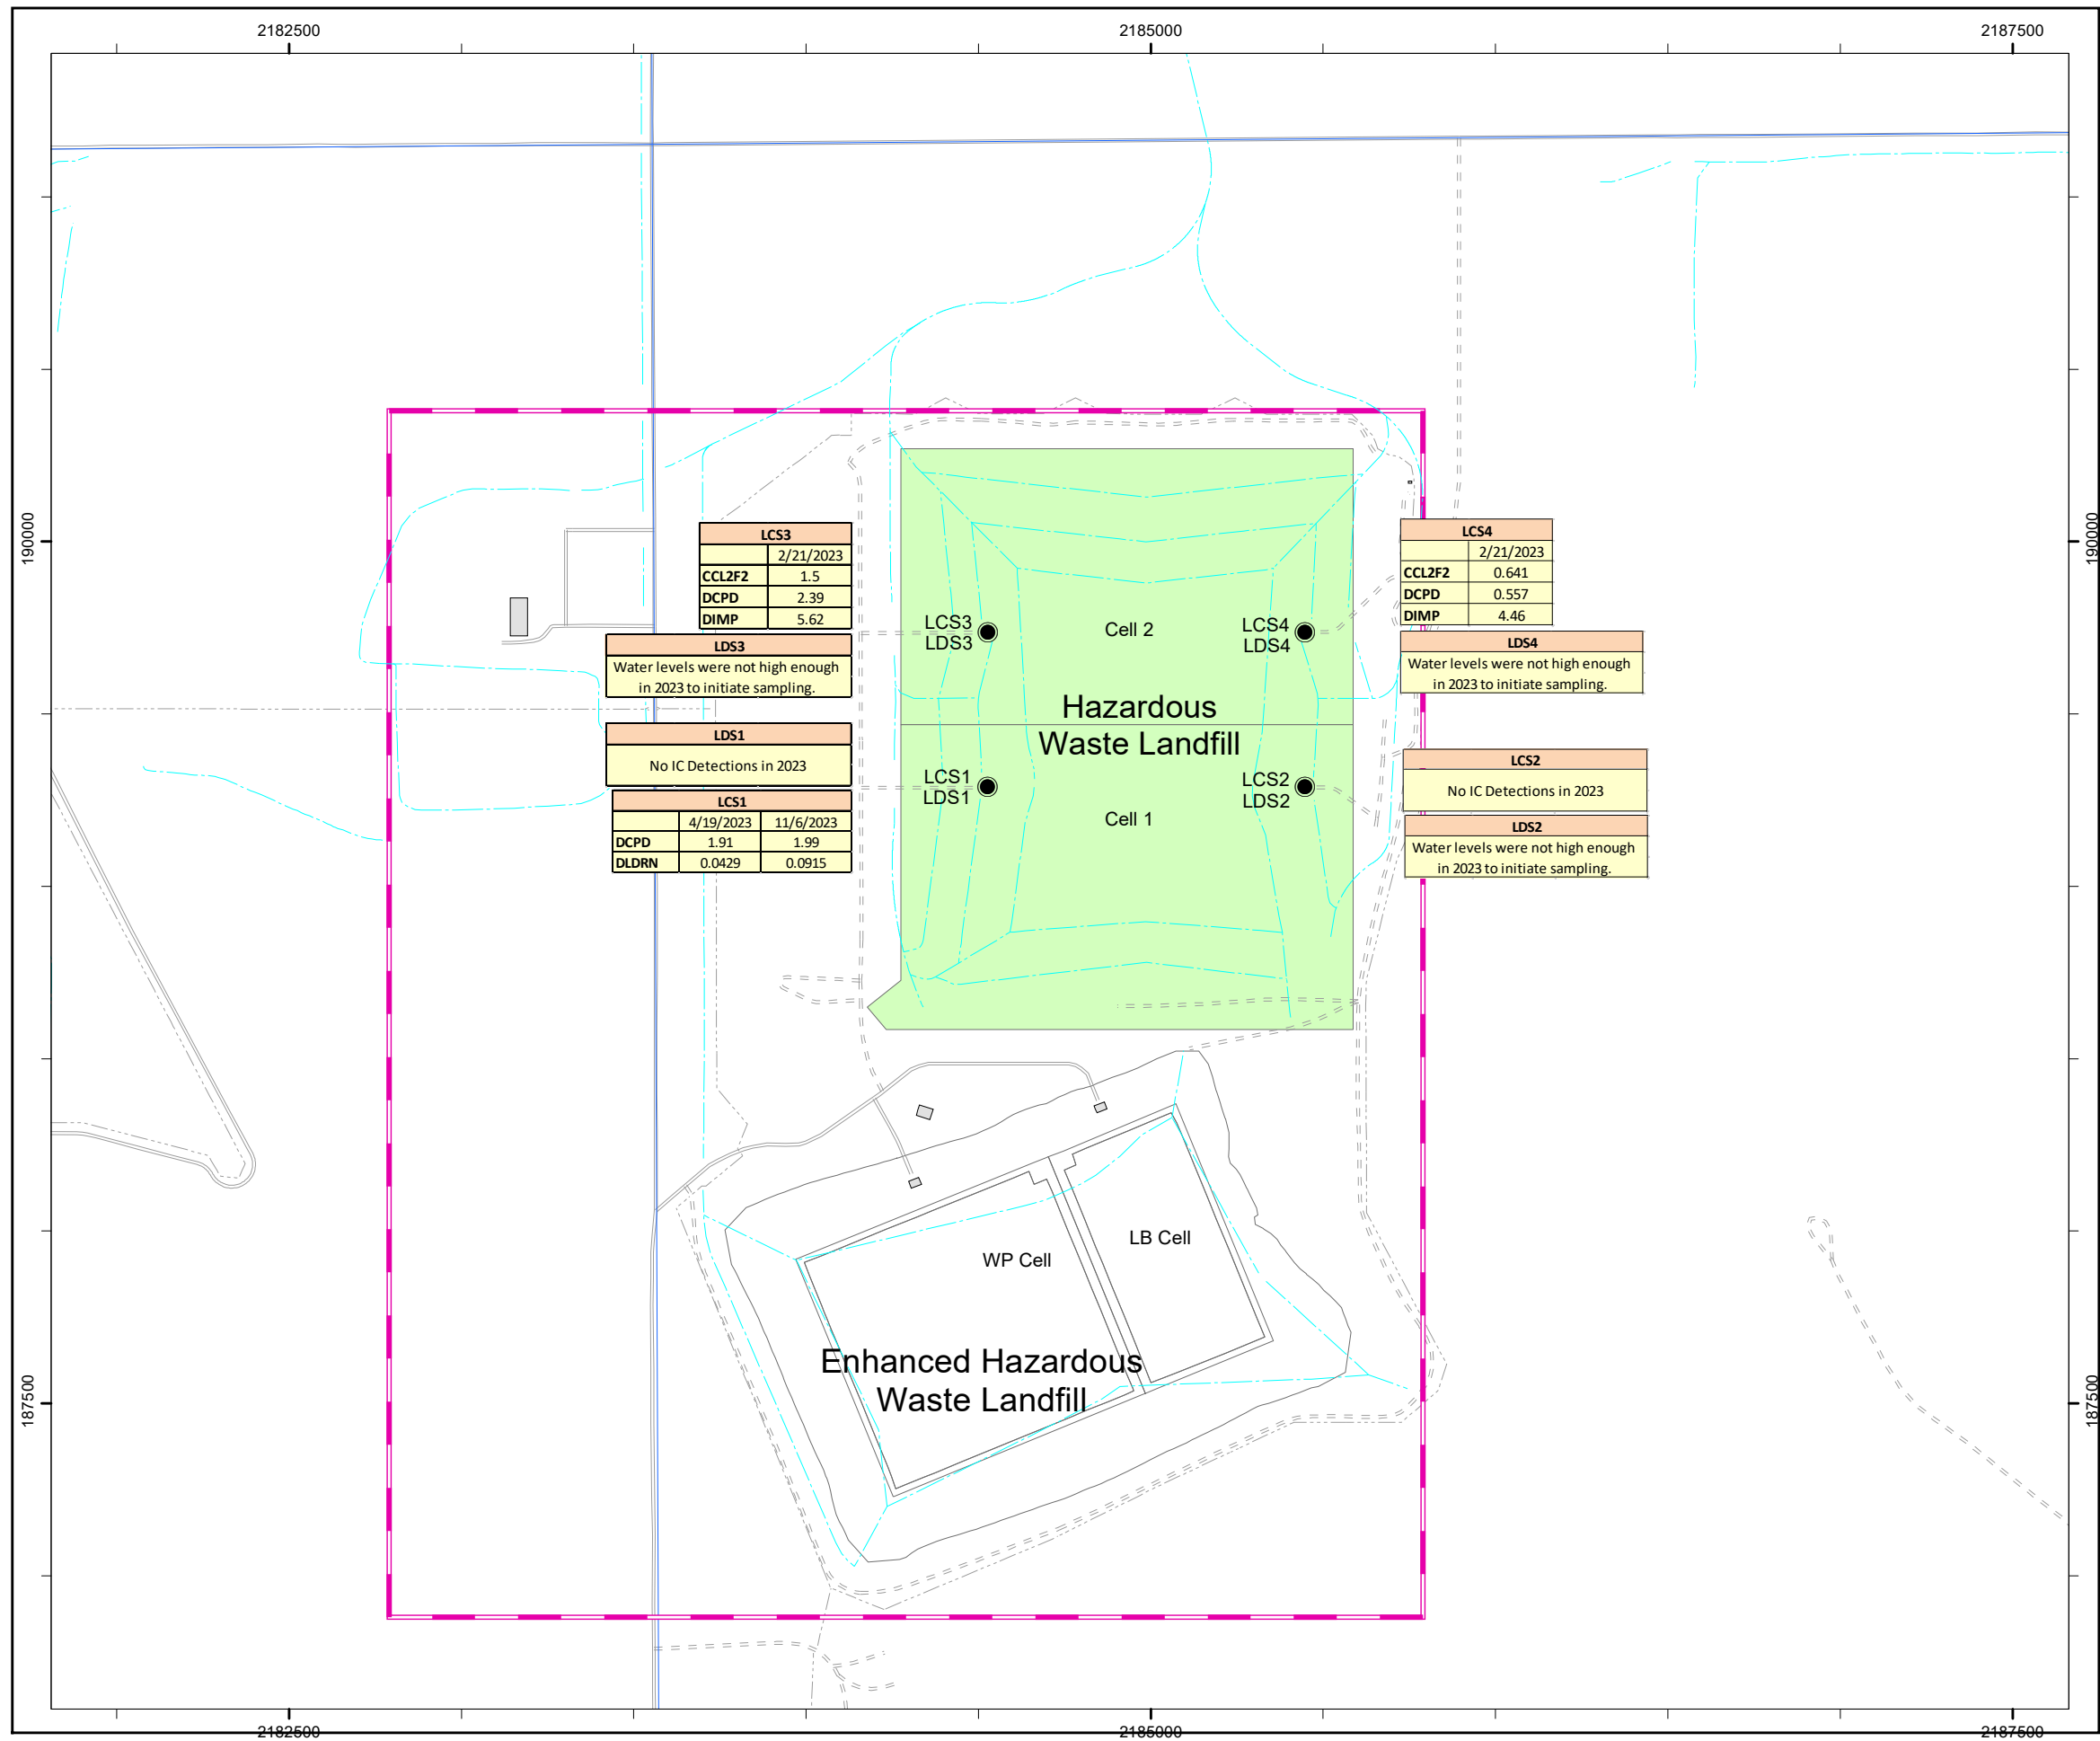 2182500 2185000 2187500
190000
190000
187500
187500
LCS3
2/21/2023
CCL2F2 1.5
DCPD 2.39
DIMP 5.62
LDS3
Water levels were not high enough
in 2023 to initiate sampling.
LDS1
No IC Detections in 2023
LCS1
4/19/2023 11/6/2023
DCPD 1.91 1.99
DLDRN 0.0429 0.0915
LCS3
LDS3
Cell 2
LCS4
LDS4
Hazardous
Waste Landfill
LCS1
LDS1
Cell 1
LCS2
LDS2
LCS4
2/21/2023
CCL2F2 0.641
DCPD 0.557
DIMP 4.46
LDS4
Water levels were not high enough
in 2023 to initiate sampling.
LCS2
No IC Detections in 2023
LDS2
Water levels were not high enough
in 2023 to initiate sampling.
LB Cell
WP Cell
Enhanced Hazardous
Waste Landfill
2182500 2185000 2187500